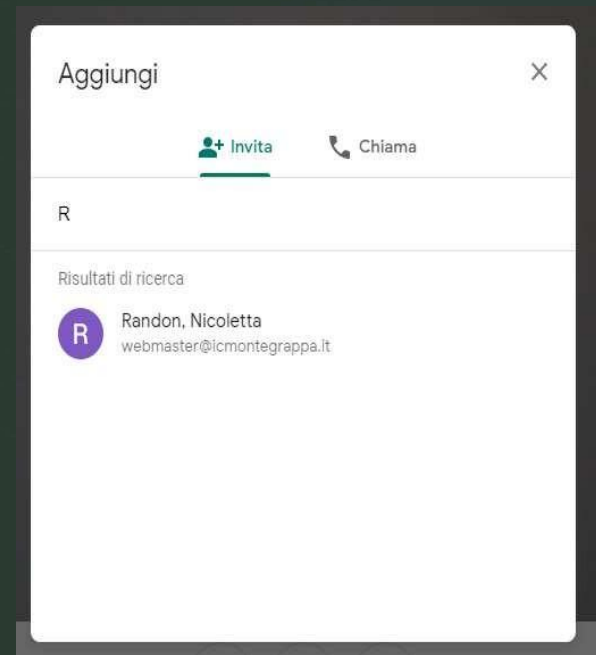 Aggiungi
Invita
Chiama
R
Risultati di ricerca
R
Randon, Nicoletta
webmaster@icmontegrappa.it